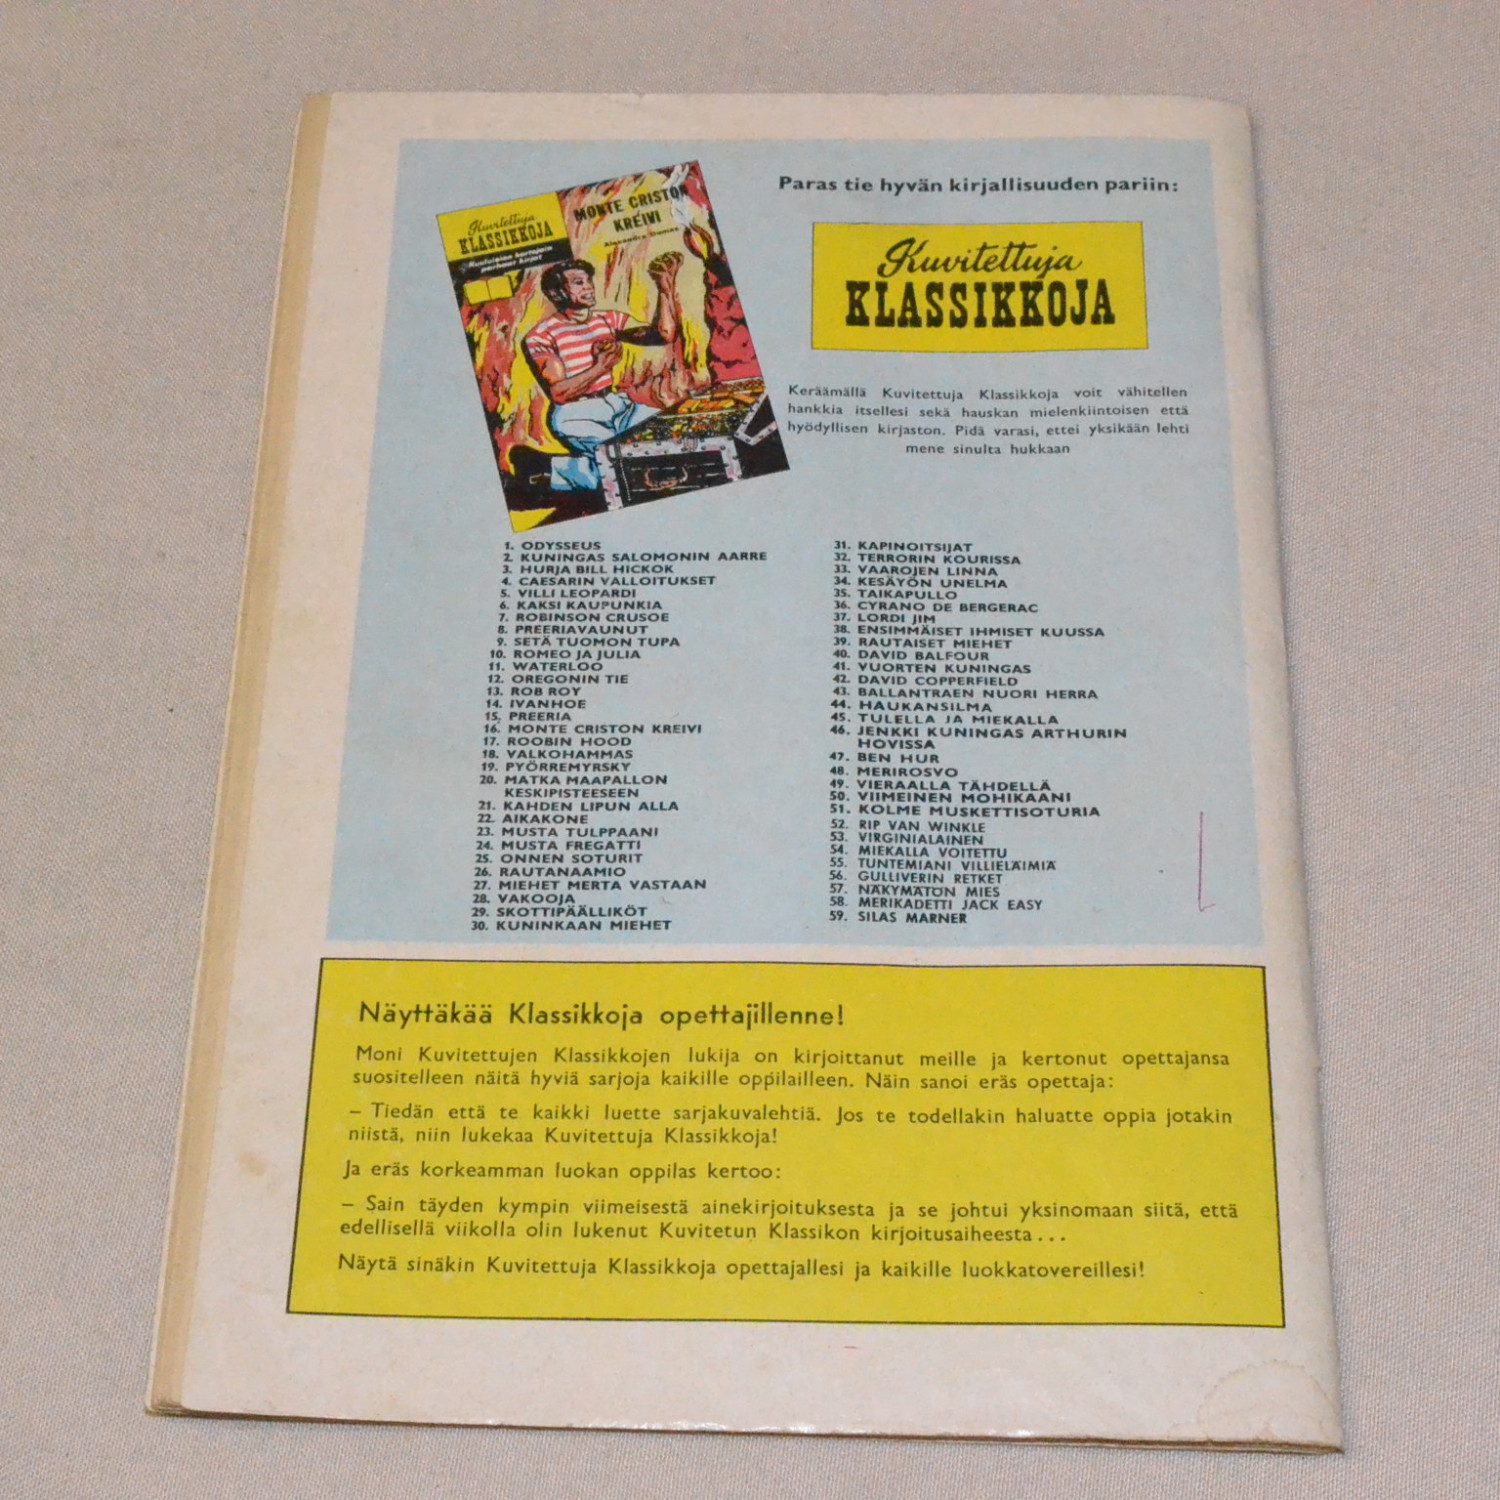 Paras tie hyvän kirjallisuuden pariin:
Kuvitettuja
KLASSIKKOJA
Kuvitettuja
KLASSIKKOJA
Kuuluisien kertojain
parhaat kirjat
MONTE CRISTON
KREIVI
Alexandre Dumas
Keräämällä Kuvitettuja Klassikkoja voit vähitellen
hankkia itsellesi sekä hauskan mielenkiintoisen että
hyödyllisen kirjaston. Pidä varasi, ettei yksikään lehti
mene sinulta hukkaan
1. ODYSSEUS
2. KUNINGAS SALOMONIN AARRE
3. HURJA BILL HICKOK
4. CAESARIN VALLOITUKSET
5. VILLI LEOPARDI
6. KAKSI KAUPUNKIA
7. ROBINSON CRUSOE
8. PREERIAVAUNUT
9. SETÄ TUOMON TUPA
10. ROMEO JA JULIA
11. WATERLOO
12. OREGONIN TIE
13. ROB ROY
14. IVANHOE
15. PREERIA
16. MONTE CRISTON KREIVI
17. ROOBIN HOOD
18. VALKOHAMMAS
19. PYÖRREMYRSKY
20. MATKA MAAPALLON
KESKIPISTEESEEN
21. KAHDEN LIPUN ALLA
22. AIKAKONE
23. MUSTA TULPPAANI
24. MUSTA FREGATTI
25. ONNEN SOTURIT
26. RAUTANAAMIO
27. MIEHET MERTA VASTAAN
28. VAKOOJA
29. SKOTTIPÄÄLLIKÖT
30. KUNINKAAN MIEHET
31. KAPINOITSIJAT
32. TERRORIN KOURISSA
33. VAAROJEN LINNA
34. KESÄYÖN UNELMA
35. TAIKAPULLO
36. CYRANO DE BERGERAC
37. LORDI JIM
38. ENSIMMÄISET IHMISET KUUSSA
39. RAUTAISET MIEHET
40. DAVID BALFOUR
41. VUORTEN KUNINGAS
42. DAVID COPPERFIELD
43. BALLANTRAEN NUORI HERRA
44. HAUKANSILMA
45. TULELLA JA MIEKALLA
46. JENKKI KUNINGAS ARTHURIN
HOVISSA
47. BEN HUR
48. MERIROSVO
49. VIERAALLA TÄHDELLÄ
50. VIIMEINEN MOHIKAANI
51. KOLME MUSKETTISOTURIA
52. RIP VAN WINKLE
53. VIRGINIALAINEN
54. MIEKALLA VOITETTU
55. TUNTEMIANI VILLIELÄIMIÄ
56. GULLIVERIN RETKET
57. NÄKYMÄTÖN MIES
58. MERIKADETTI JACK EASY
59. SILAS MARNER
Näyttäkää Klassikkoja opettajillenne!
Moni Kuvitettujen Klassikkojen lukija on kirjoittanut meille ja kertonut opettajansa
suositelleen näitä hyviä sarjoja kaikille oppilailleen. Näin sanoi eräs opettaja:
– Tiedän että te kaikki luette sarjakuvalehtiä. Jos te todellakin haluatte oppia jotakin
niistä, niin lukekaa Kuvitettuja Klassikkoja!
Ja eräs korkeamman luokan oppilas kertoo:
– Sain täyden kympin viimeisestä ainekirjoituksesta ja se johtui yksinomaan siitä, että
edellisellä viikolla olin lukenut Kuvitetun Klassikon kirjoitusaiheesta...
Näytä sinäkin Kuvitettuja Klassikkoja opettajallesi ja kaikille luokkatovereillesi!